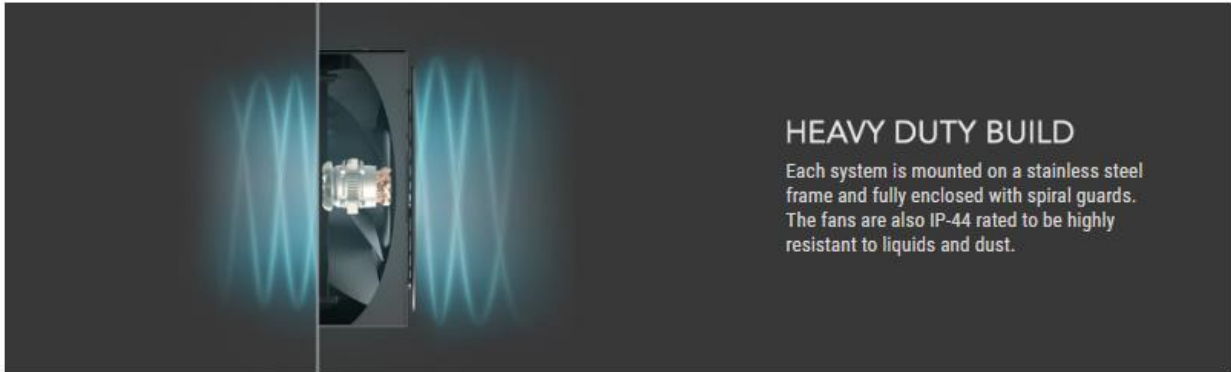 HEAVY DUTY BUILD
Each system is mounted on a stainless steel
frame and fully enclosed with spiral guards.
The fans are also IP-44 rated to be highly
resistant to liquids and dust.